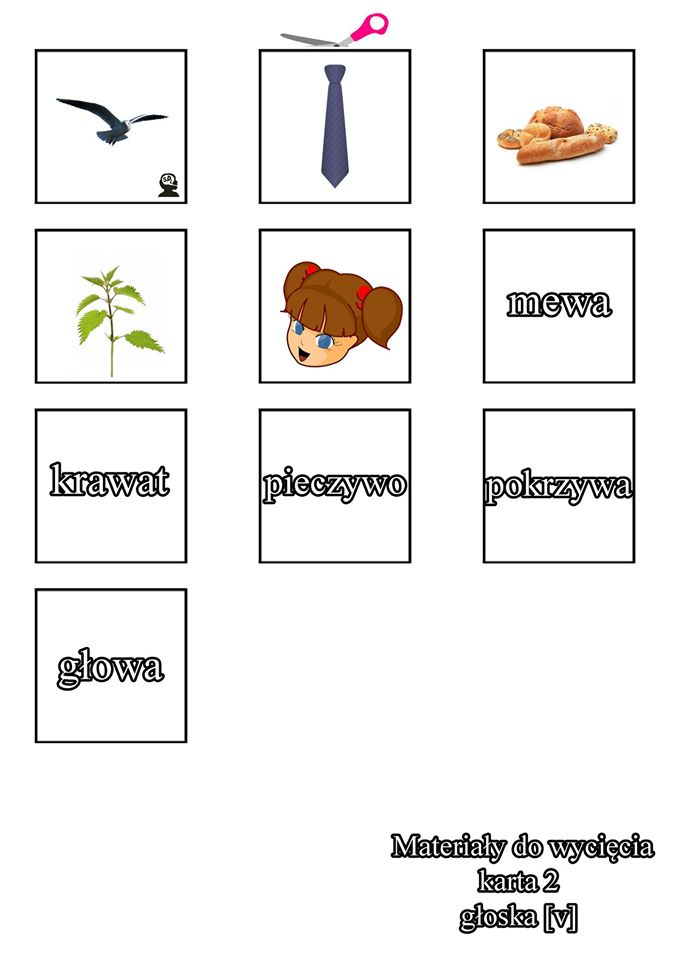 mewa
krawat
pieczywo
pokrzywa
głowa
Materiały do wycięcia
karta 2
głoska [v]